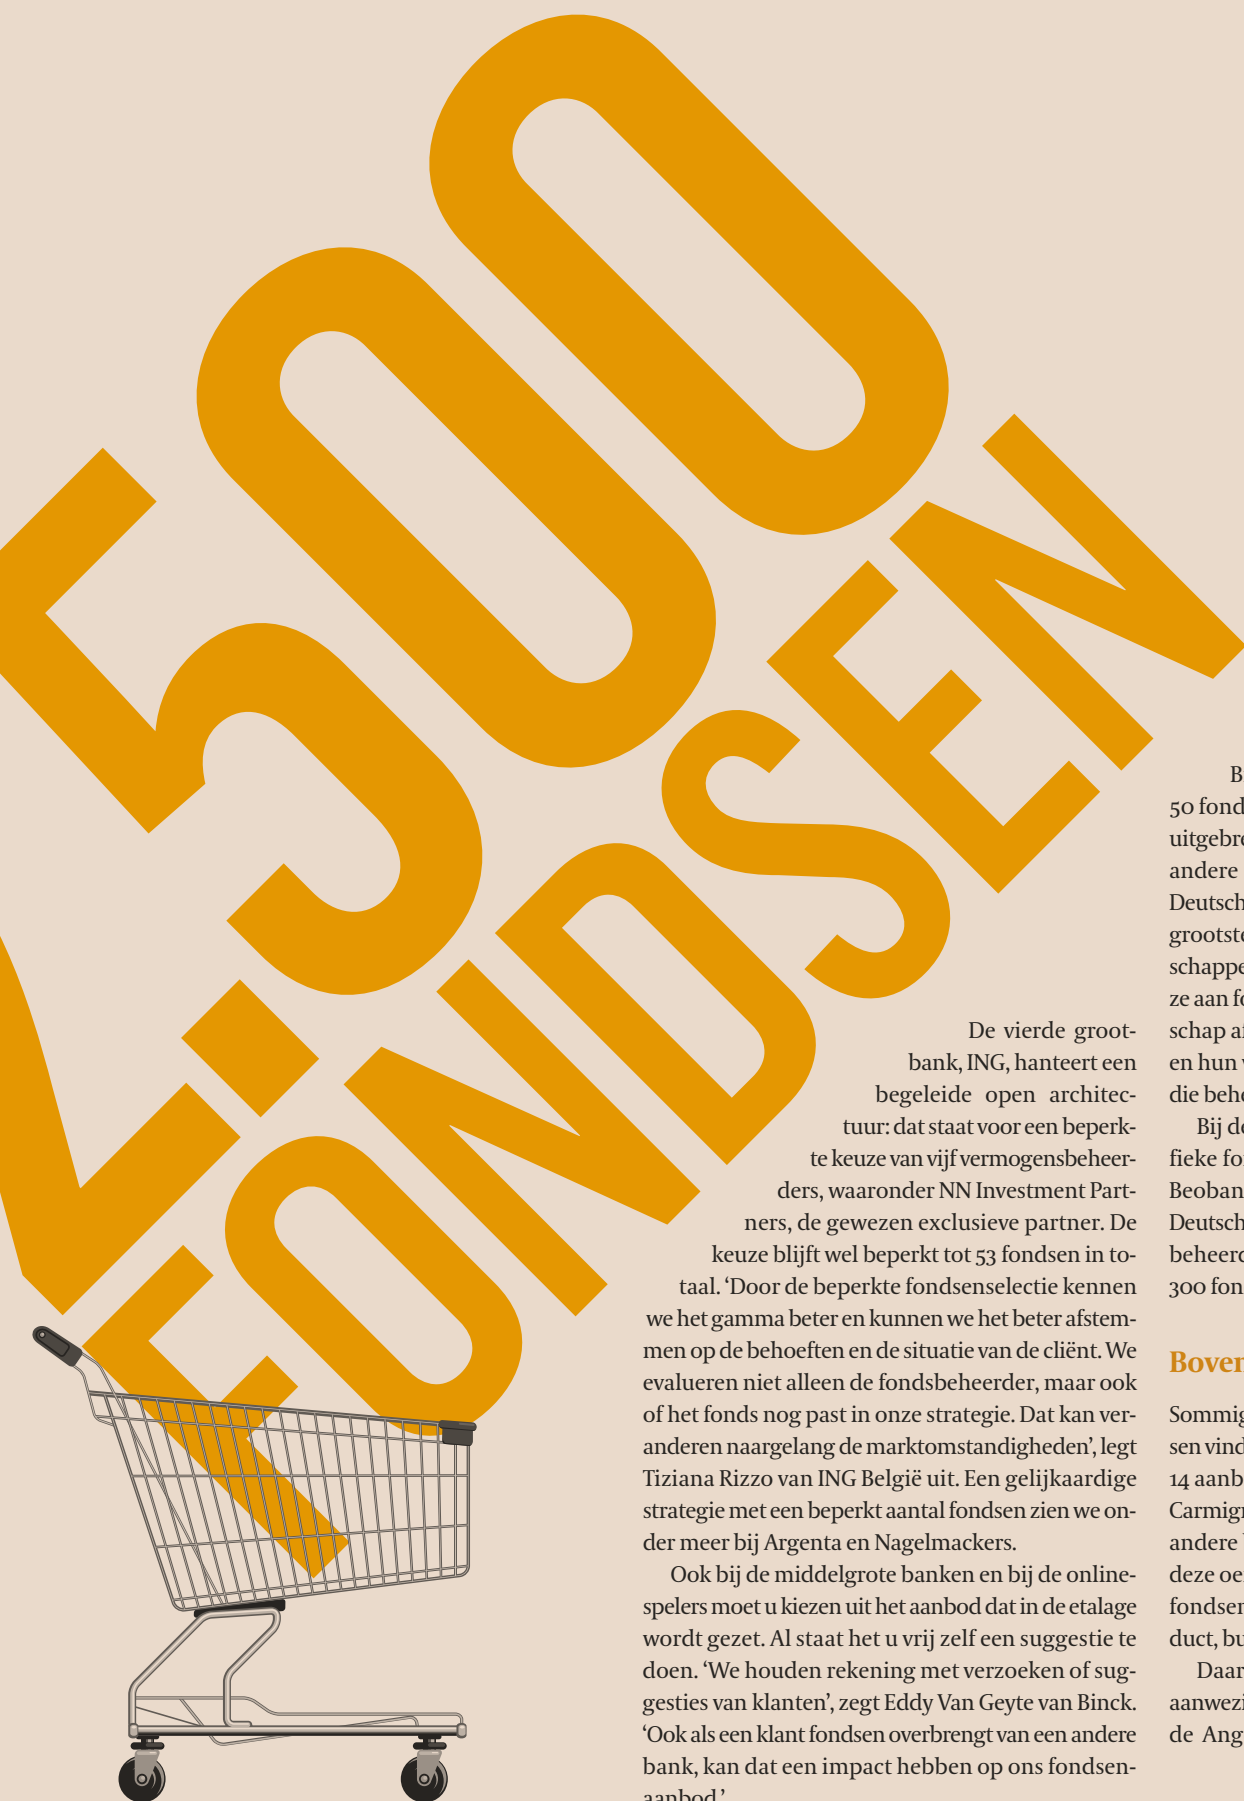 .500
FONDSEN
De vierde groot-
bank, ING, hanteert een
begeleide open architec-
tuur: dat staat voor een beperk-
te keuze van vijf vermogensbeheer-
ders, waaronder NN Investment Part-
ners, de gewezen exclusieve partner. De
keuze blijft wel beperkt tot 53 fondsen in to-
taal. ‘Door de beperkte fondsenselectie kennen
we het gamma beter en kunnen we het beter afstem-
men op de behoeften en de situatie van de cliënt. We
evalueren niet alleen de fondsbeheerder, maar ook
of het fonds nog past in onze strategie. Dat kan ver-
anderen naargelang de marktomstandigheden’, legt
Tiziana Rizzo van ING België uit. Een gelijkaardige
strategie met een beperkt aantal fondsen zien we on-
der meer bij Argenta en Nagelmackers.
Ook bij de middelgrote banken en bij de online-
spelers moet u kiezen uit het aanbod dat in de etalage
wordt gezet. Al staat het u vrij zelf een suggestie te
doen. ‘We houden rekening met verzoeken of sug-
gesties van klanten’, zegt Eddy Van Geyte van Binck.
‘Ook als een klant fondsen overbrengt van een andere
bank, kan dat een impact hebben op ons fondsen-
aanbod.’
B
50 fond
uitgebre
andere
Deutsch
grootste
schappe
ze aan fo
schap a
en hun
die behe
Bij de
fieke fo
Beoban
Deutsch
beheerd
300 fon
Boven
Sommig
sen vind
14 aanb
Carmign
andere
deze oe
fondsen
duct, bu
Daar
aanwezi
de Ang